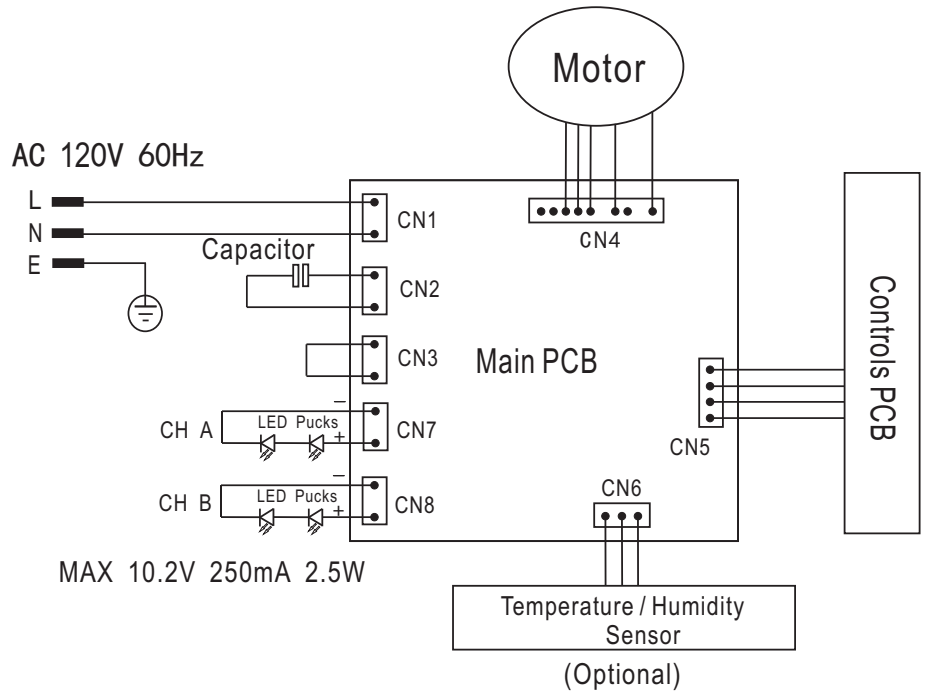 Motor
AC 120V 60Hz
L
N
E
CN1
CN4
Capacitor
CN2
CN3
Main PCB
Controls PCB
CH A
LED Pucks
–
+
CN7
CN5
CH B
LED Pucks
–
+
CN8
CN6
MAX 10.2V 250mA 2.5W
Temperature / Humidity
Sensor
(Optional)